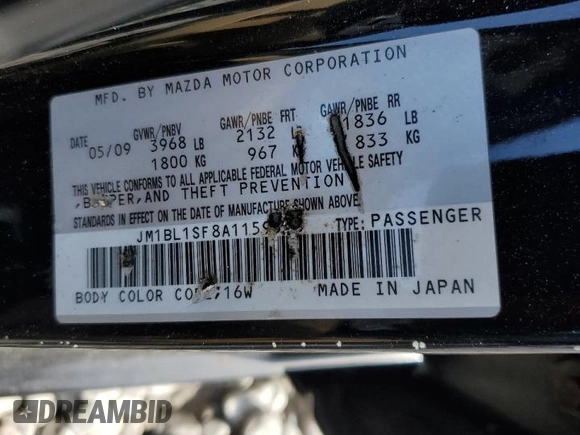 MFD. BY MAZDA MOTOR CORPORATION
DATE GVWR/PNBV GAWR/PNBE FRT GAWR/PNBE RR
05/09 3968 LB 2132 1836 LB
1800 KG 967 KG 833 KG
THIS VEHICLE CONFORMS TO ALL APPLICABLE FEDERAL MOTOR VEHICLE SAFETY
,BUMPER,AND THEFT PREVENTION
STANDARDS IN EFFECT ON THE DATE OF MANUFACTURE SHOWN ABOVE.
TYPE: PASSENGER
BODY COLOR 16W MADE IN JAPAN
DREAMBID